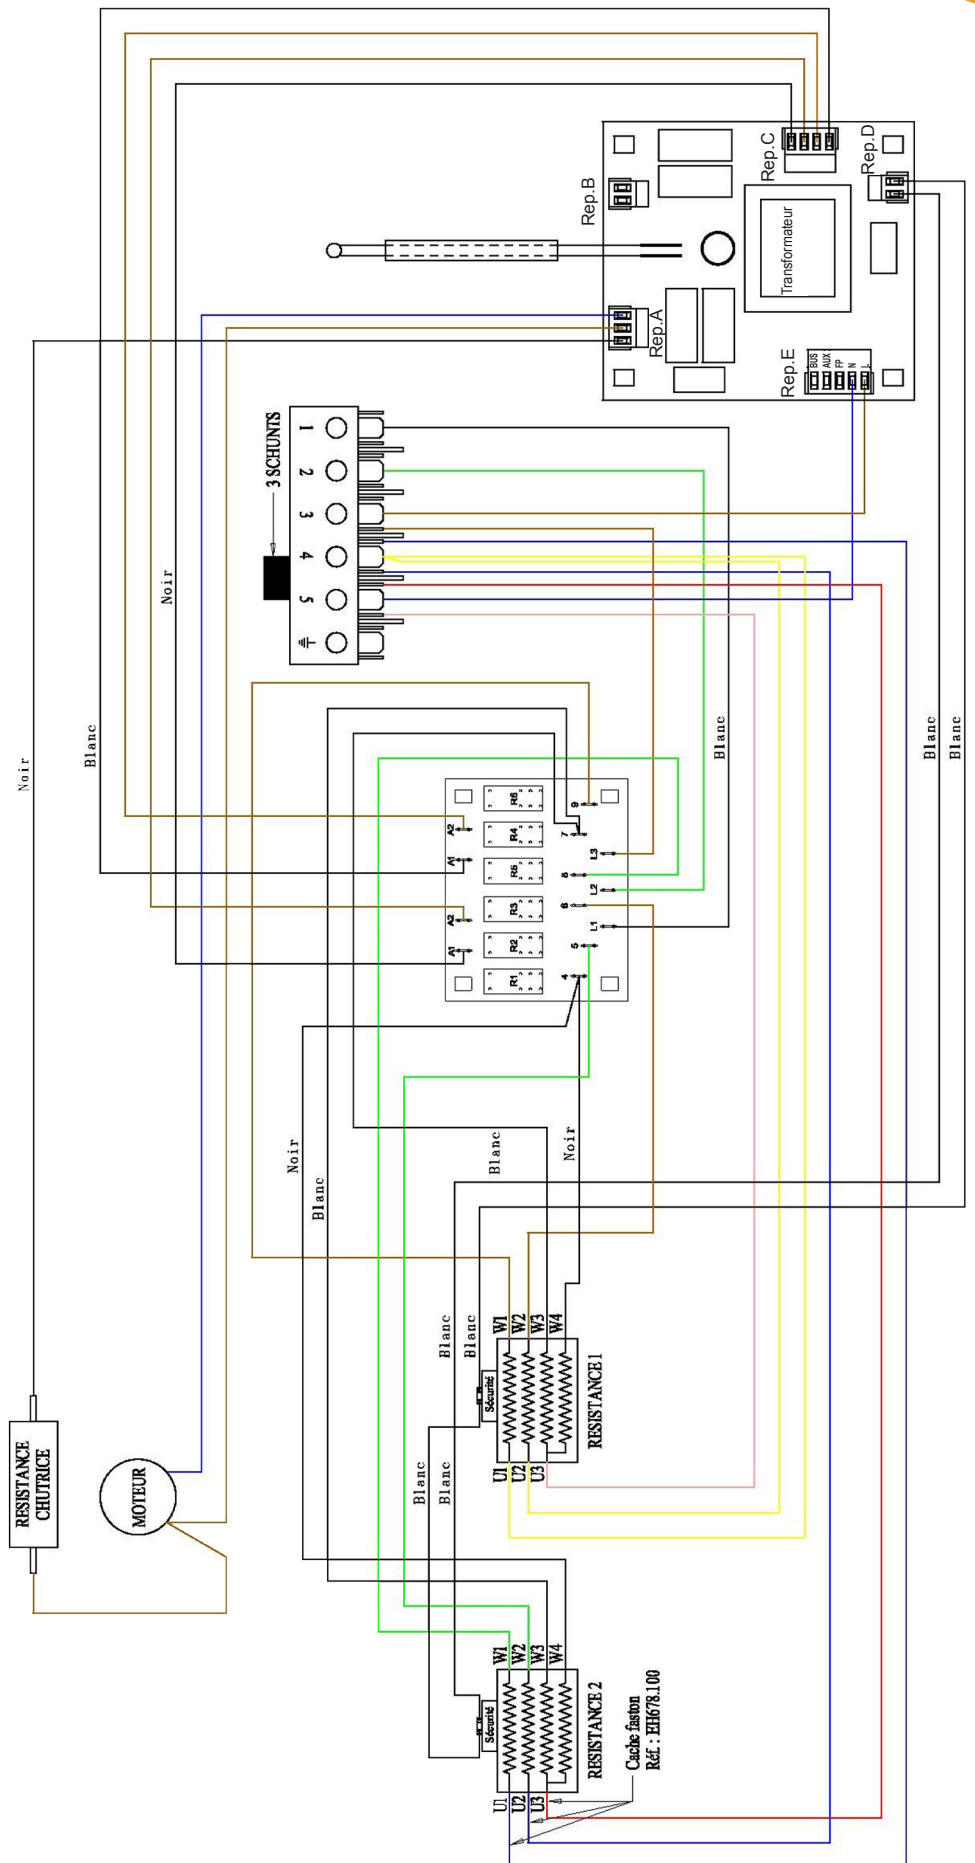 Rep.C
Rep.D
Rep.B
Transformateur
Rep.A
Rep.E
BUS
AUX
FP
N
L
3 SCHUNTS
1
2
3
4
5
Noir
Noir
Blanc
Blanc
Blanc
Blanc
R6
R4
R5
R3
R2
R1
A2
A1
A2
A1
9
7
L3
8
L2
6
L1
5
4
Noir
Blanc
Blanc
Noir
Blanc
Blanc
W1
W2
W3
W4
Sécurité
RESISTANCE 1
U1
U2
U3
RESISTANCE
CHUTRICE
MOTEUR
Blanc
Blanc
W1
W2
W3
W4
Sécurité
RESISTANCE 2
U1
U2
U3
Cache faston
Réf. : EH678.100